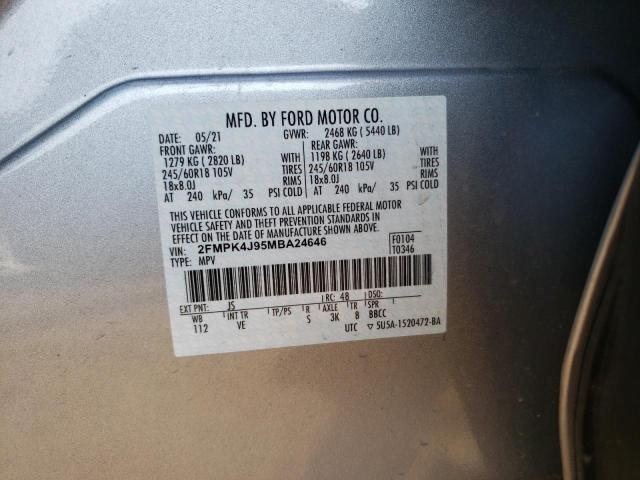 MFD. BY FORD MOTOR CO.
DATE: 05/21 GVWR: 2468 KG ( 5440 LB)
FRONT GAWR: REAR GAWR:
1279 KG ( 2820 LB) WITH 1198 KG ( 2640 LB) WITH
245/60R18 105V TIRES 245/60R18 105V TIRES
18x8.0J RIMS 18x8.0J RIMS
AT 240 kPa/ 35 PSI COLD AT 240 kPa/ 35 PSI COLD
THIS VEHICLE CONFORMS TO ALL APPLICABLE FEDERAL MOTOR
VEHICLE SAFETY AND THEFT PREVENTION STANDARDS IN
EFFECT ON THE DATE OF MANUFACTURE SHOWN ABOVE.
VIN: 2FMPK4J95MBA24646 F0104
TYPE: MPV T0346
EXT PNT: JS RC: 48 DSO:
WB INT TR TP/PS R AXLE TR SPR
112 VE S 3K 8 BBCC
UTC ▽5U5A-1520472-BA